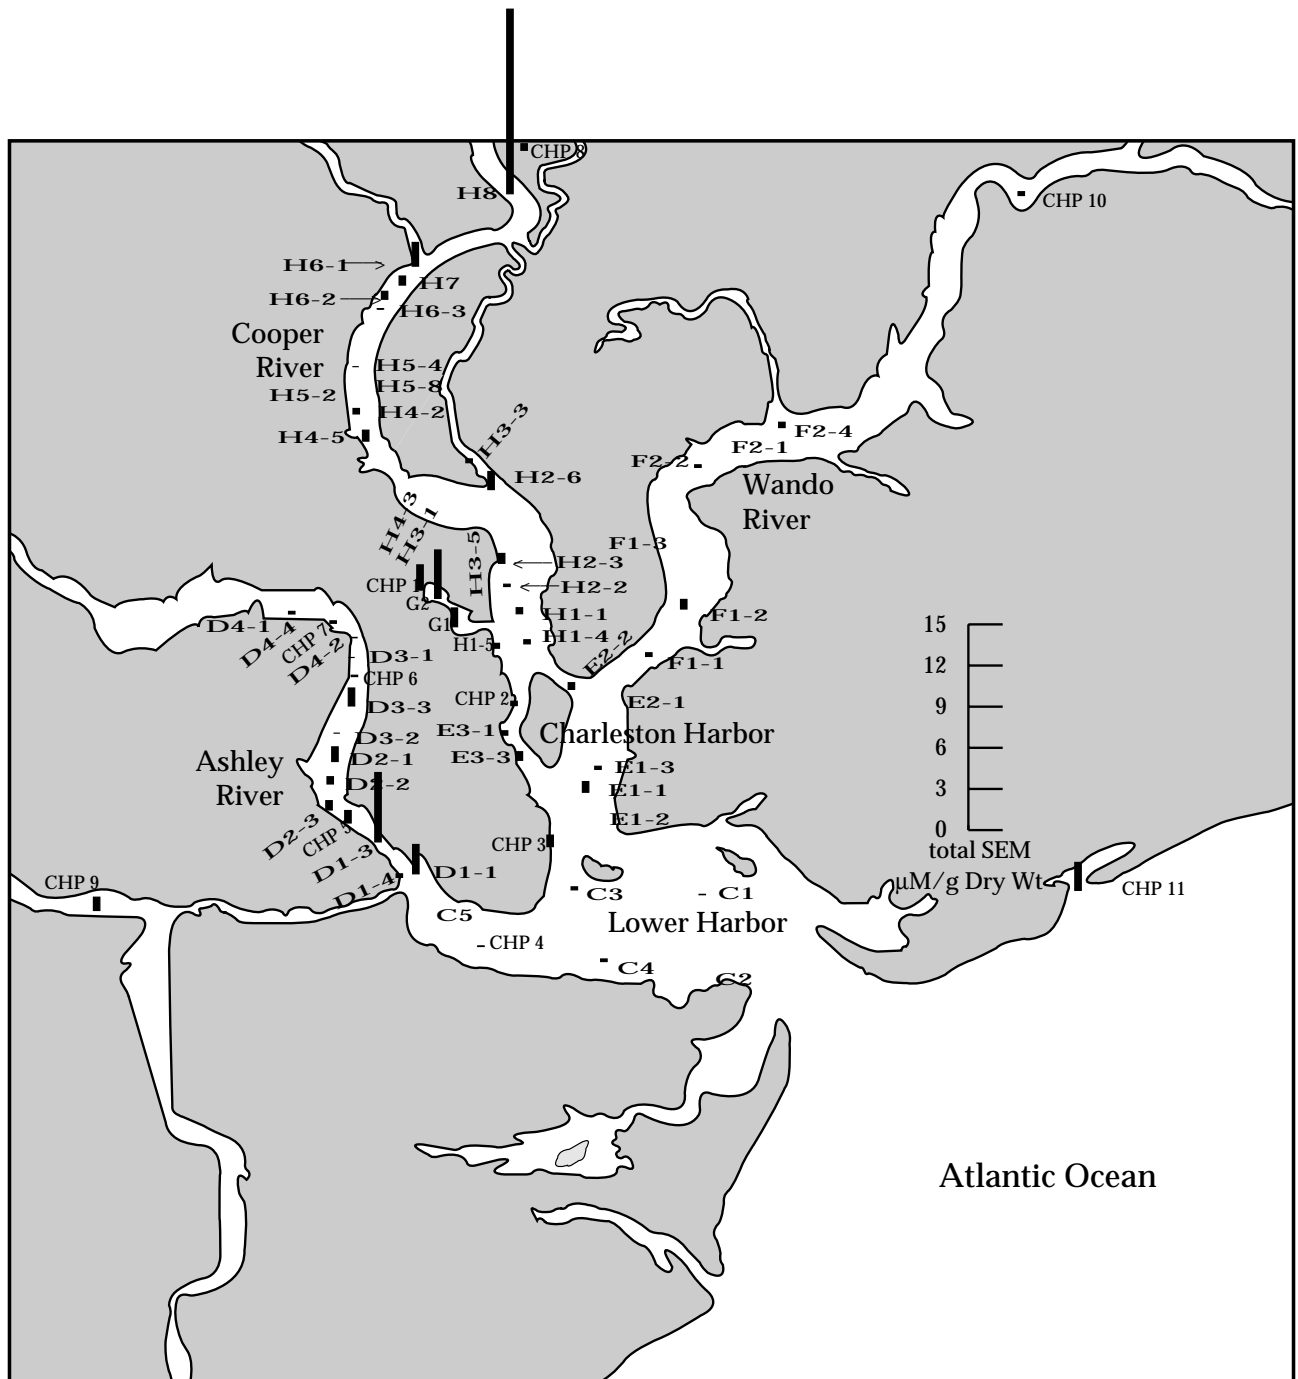 CHP 8
H8
CHP 10
H6-1
H7
H6-2
H6-3
Cooper
River
H5-4
H5-8
H5-2
H4-2
H4-5
H3-3
H2-6
F2-4
F2-1
F2-2
Wando
River
H4-3
H3-1
H3-5
F1-3
H2-3
H2-2
CHP 1
G2
G1
H1-1
H1-4
H1-5
F1-2
F1-1
D4-1
D4-4
CHP 7
D4-2
D3-1
CHP 6
D3-3
D3-2
E2-2
E2-1
CHP 2
E3-1
Charleston Harbor
E3-3
E1-3
E1-1
E1-2
Ashley
River
D2-1
D2-2
D2-3
CHP 5
D1-3
D1-4
D1-1
CHP 3
15
12
9
6
3
0
total SEM
µM/g Dry Wt
CHP 11
CHP 9
C3
C1
C5
Lower Harbor
CHP 4
C4
C2
Atlantic Ocean